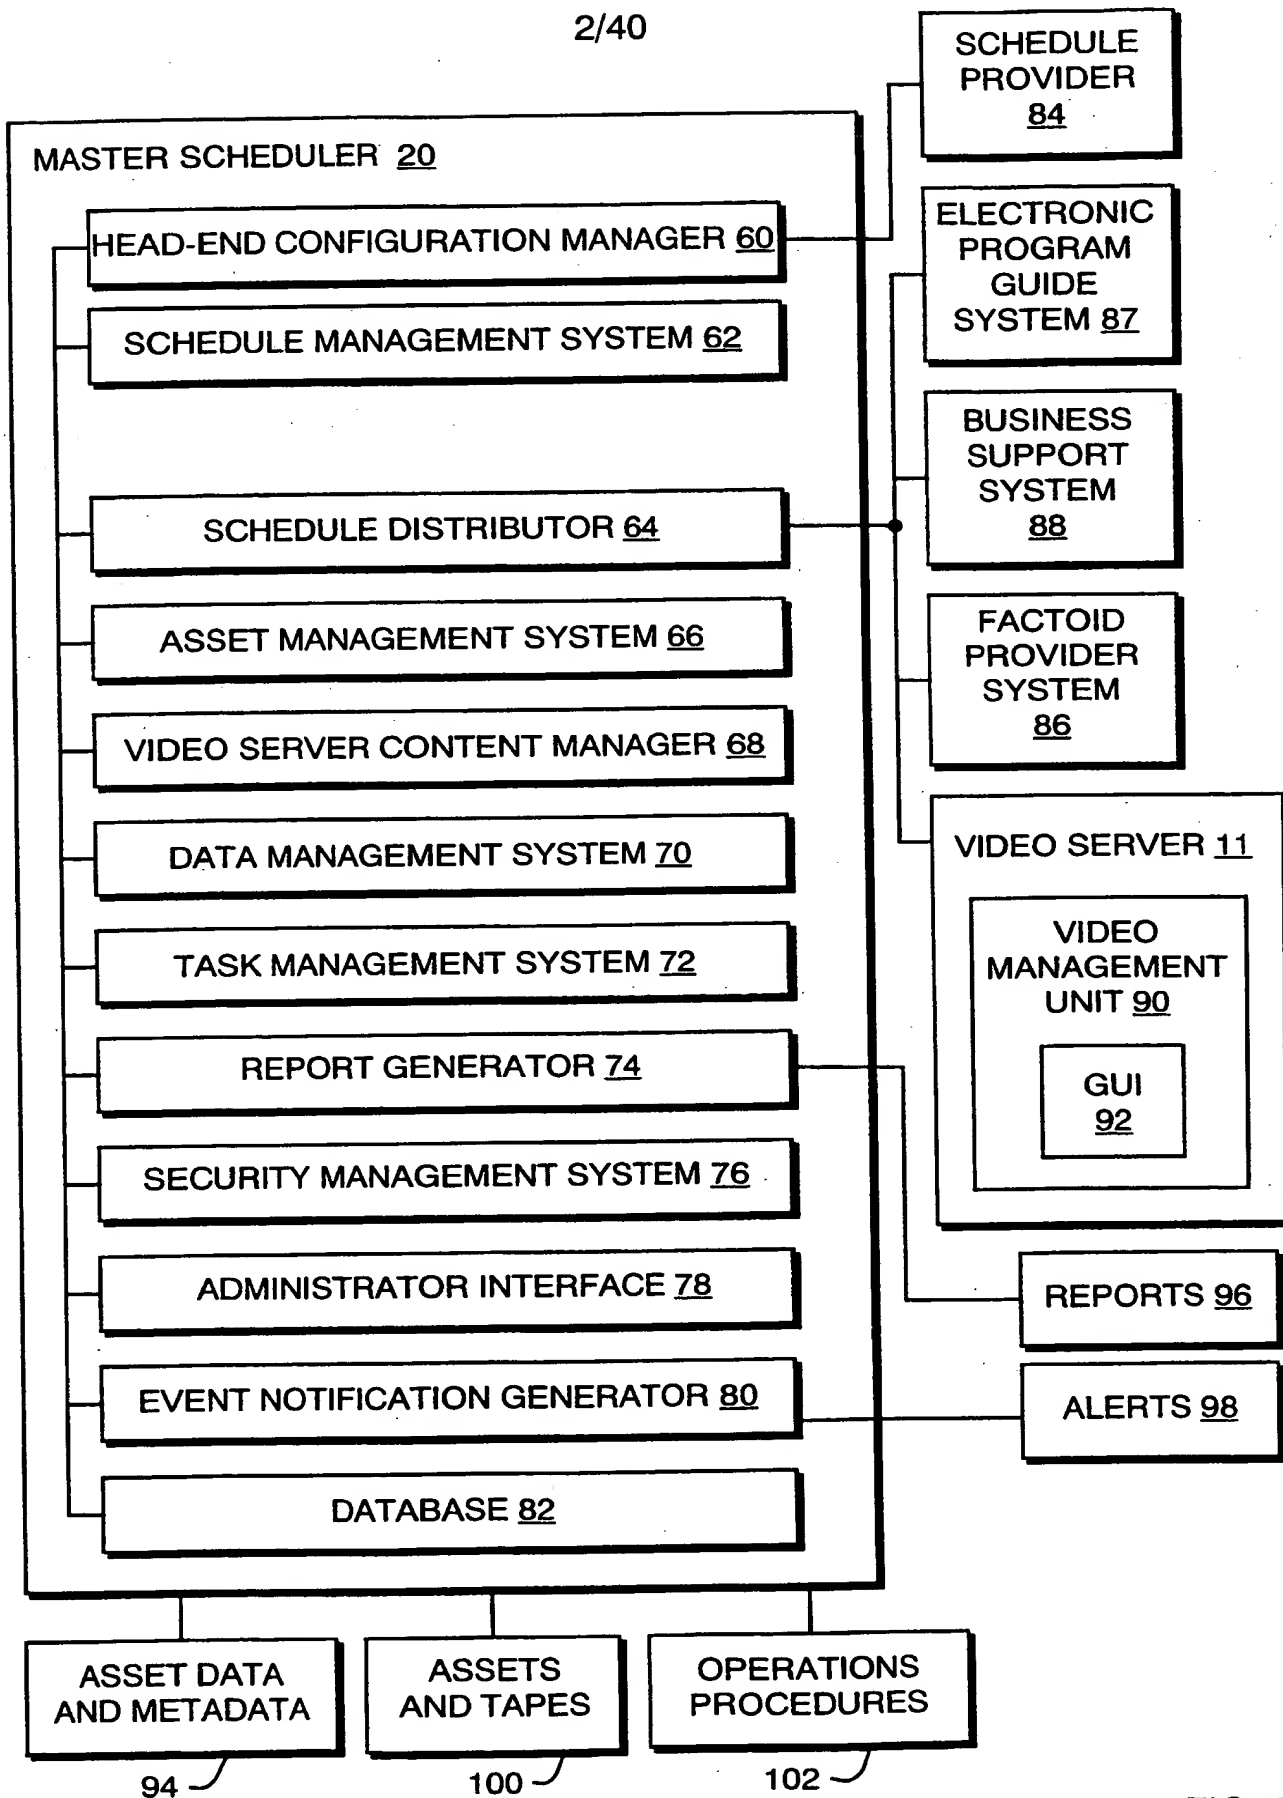 2/40
SCHEDULE
PROVIDER
84
MASTER SCHEDULER 20
HEAD-END CONFIGURATION MANAGER 60
SCHEDULE MANAGEMENT SYSTEM 62
SCHEDULE DISTRIBUTOR 64
ASSET MANAGEMENT SYSTEM 66
VIDEO SERVER CONTENT MANAGER 68
DATA MANAGEMENT SYSTEM 70
TASK MANAGEMENT SYSTEM 72
REPORT GENERATOR 74
SECURITY MANAGEMENT SYSTEM 76
ADMINISTRATOR INTERFACE 78
EVENT NOTIFICATION GENERATOR 80
DATABASE 82
ELECTRONIC
PROGRAM
GUIDE
SYSTEM 87
BUSINESS
SUPPORT
SYSTEM
88
FACTOID
PROVIDER
SYSTEM
86
VIDEO SERVER 11
VIDEO
MANAGEMENT
UNIT 90
GUI
92
REPORTS 96
ALERTS 98
ASSET DATA
AND METADATA
94
ASSETS
AND TAPES
100
OPERATIONS
PROCEDURES
102